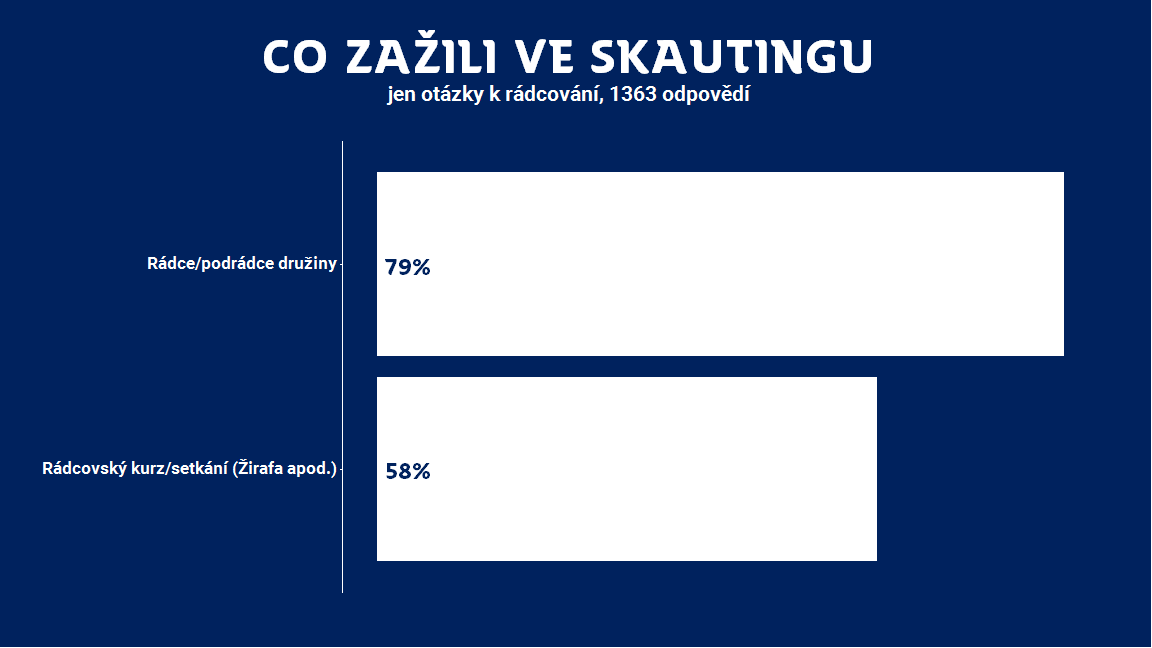 CO ZAŽILI VE SKAUTINGU
jen otázky k rádcování, 1363 odpovědí
Rádce/podrádce družiny
79%
Rádcovský kurz/setkání (Žirafa apod.)
58%